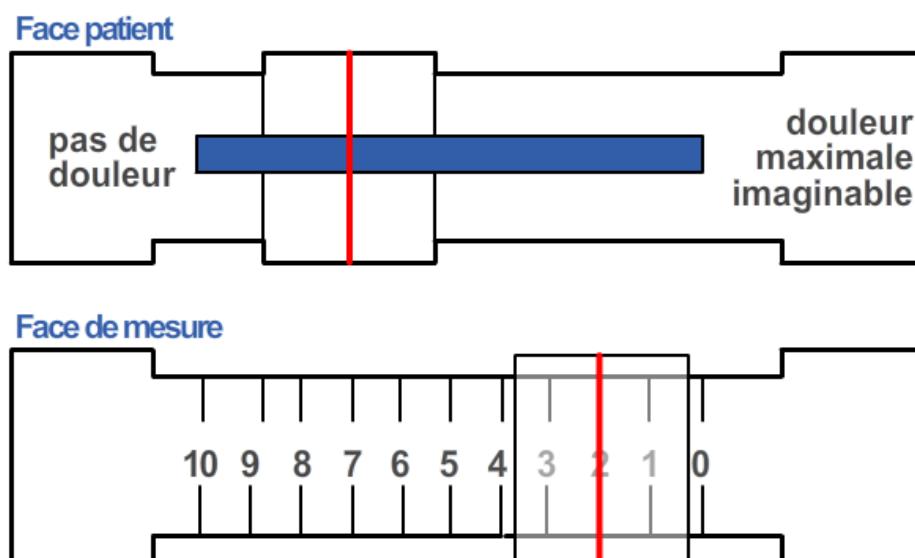 Face patient
pas de
douleur
douleur
maximale
imaginable
Face de mesure
10 9 8 7 6 5 4 3 2 1 0